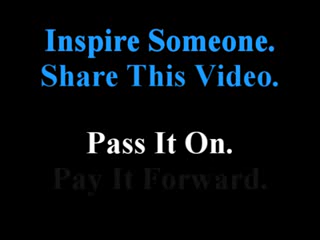 Inspire Someone.
Share This Video.
Pass It On.
Pay It Forward.